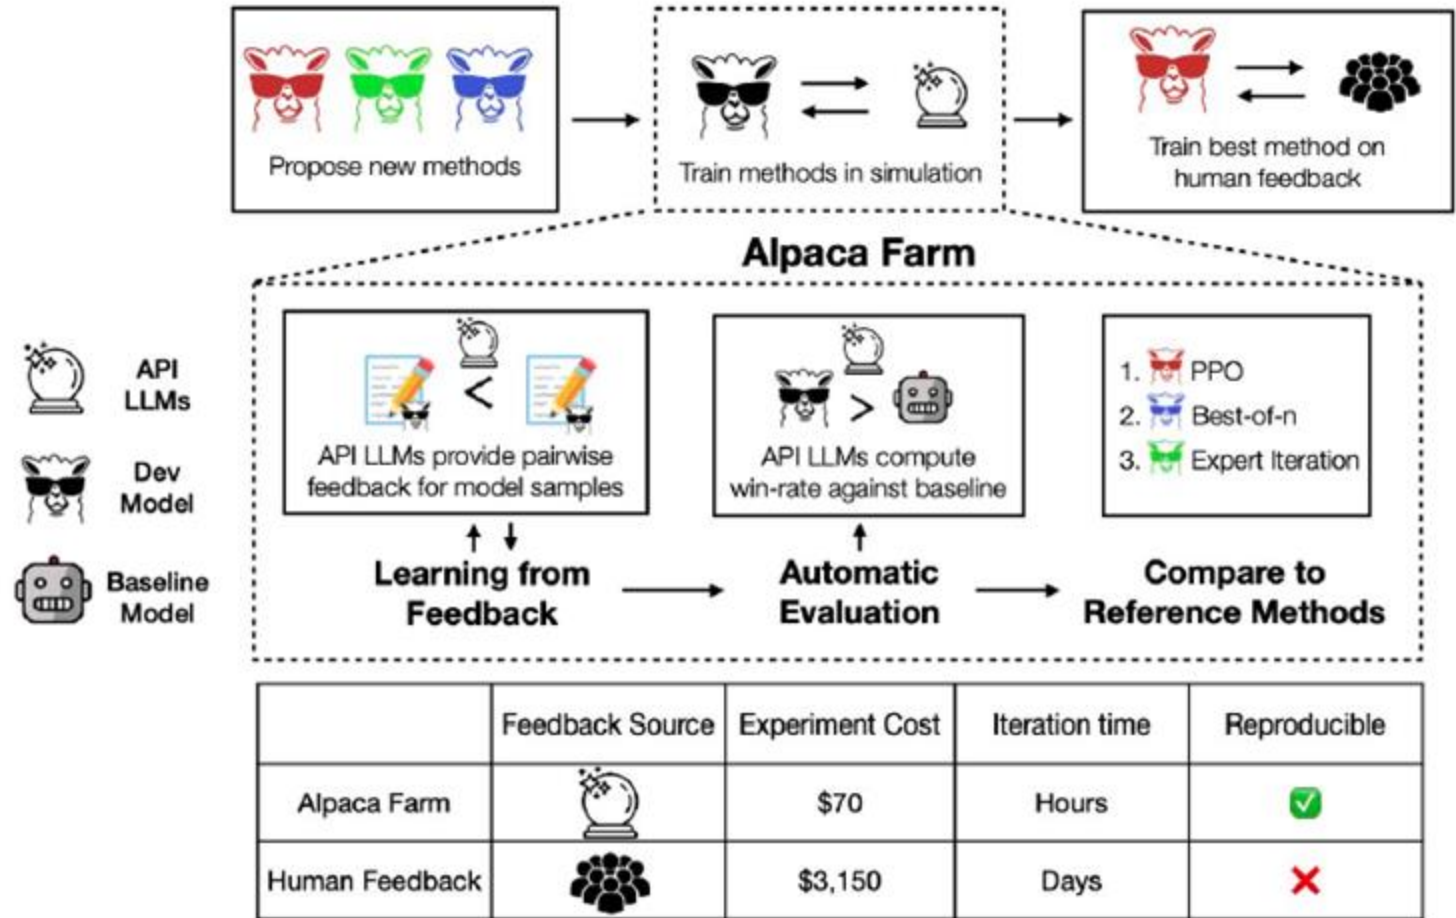 Propose new methods
Train methods in simulation
Train best method on
human feedback
Alpaca Farm
API
LLMs
Dev
Model
Baseline
Model
<
API LLMs provide pairwise
feedback for model samples
>
API LLMs compute
win-rate against baseline
1. PPO
2. Best-of-n
3. Expert Iteration
Learning from
Feedback
Automatic
Evaluation
Compare to
Reference Methods
Feedback Source Experiment Cost Iteration time Reproducible
Alpaca Farm $70 Hours
Human Feedback $3,150 Days